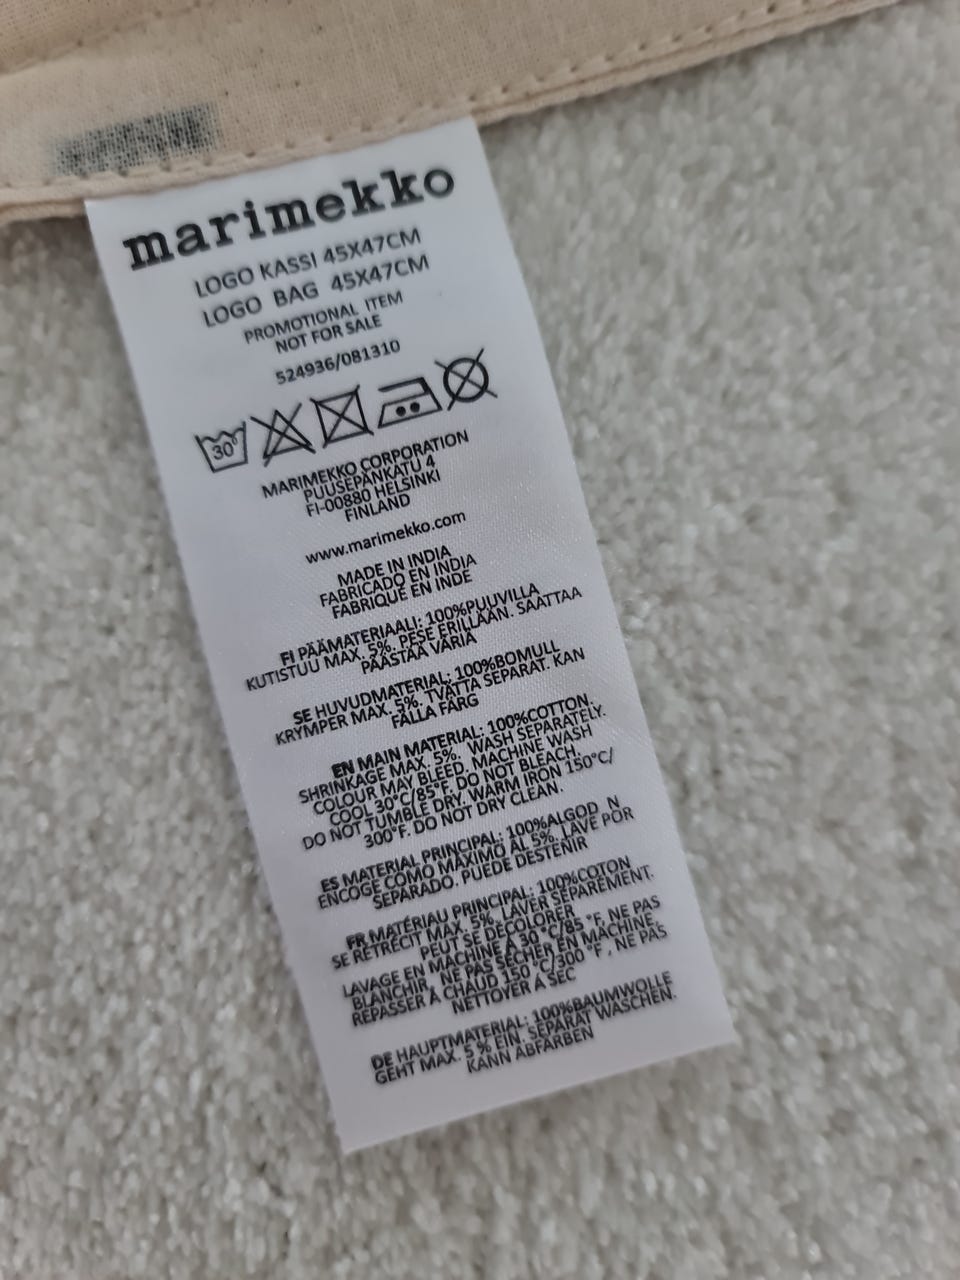 marimekko
LOGO KASSI 45X47CM
LOGO BAG 45X47CM
PROMOTIONAL ITEM
NOT FOR SALE
524936/081310
30°
MARIMEKKO CORPORATION
PUUSEPÄNKATU 4
FI-00880 HELSINKI
FINLAND
www.marimekko.com
MADE IN INDIA
FABRICADO EN INDIA
FABRIQUÉ EN INDE
FI PÄÄMATERIAALI: 100%PUUVILLA
KUTISTUU MAX. 5%. PESE ERILLÄÄN. SAATTAA
PÄÄSTÄÄ VÄRIÄ
SE HUVUDMATERIAL: 100%BOMULL
KRYMPER MAX. 5%. TVÄTTA SEPARAT. KAN
FÄLLA FÄRG
EN MAIN MATERIAL: 100%COTTON.
SHRINKAGE MAX. 5%. WASH SEPARATELY.
COLOUR MAY BLEED. MACHINE WASH
COOL 30°C/85°F. DO NOT BLEACH.
DO NOT TUMBLE DRY. WARM IRON 150°C/
300°F. DO NOT DRY CLEAN.
ES MATERIAL PRINCIPAL: 100%ALGOD N
ENCOGE COMO MÁXIMO AL 5%. LAVE POR
SEPARADO. PUEDE DESTEÑIR
FR MATÉRIAU PRINCIPAL: 100%COTON
SE RÉTRÉCIT MAX. 5%. LAVER SÉPARÉMENT.
PEUT SE DÉCOLORER
LAVAGE EN MACHINE À 30 °C/85 °F, NE PAS
BLANCHIR, NE PAS SÉCHER EN MACHINE,
REPASSER À CHAUD 150 °C/300 °F, NE PAS
NETTOYER À SEC
DE HAUPTMATERIAL: 100%BAUMWOLLE
GEHT MAX. 5 % EIN. SEPARAT WASCHEN.
KANN ABFÄRBEN